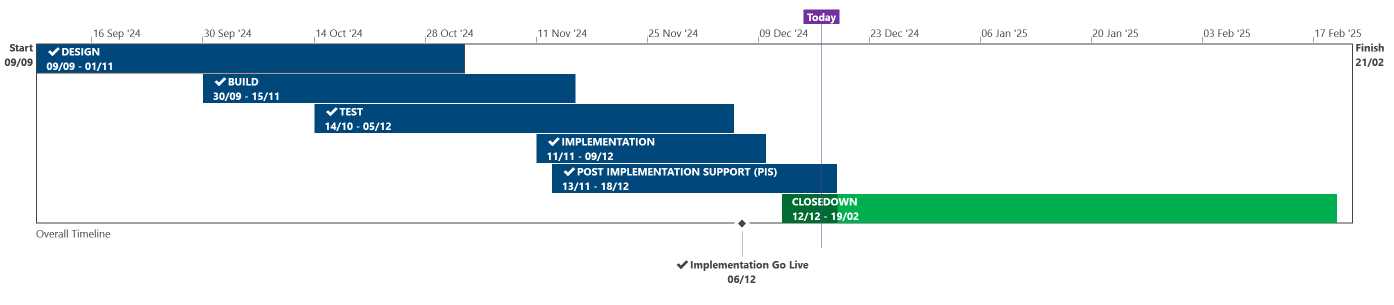 Today
16 Sep '24
30 Sep '24
14 Oct '24
28 Oct '24
11 Nov '24
25 Nov '24
09 Dec '24
23 Dec '24
06 Jan '25
20 Jan '25
03 Feb '25
17 Feb '25
Start
09/09
Finish
21/02
DESIGN
09/09 - 01/11
BUILD
30/09 - 15/11
TEST
14/10 - 05/12
IMPLEMENTATION
11/11 - 09/12
POST IMPLEMENTATION SUPPORT (PIS)
13/11 - 18/12
CLOSEDOWN
12/12 - 19/02
Overall Timeline
Implementation Go Live
06/12